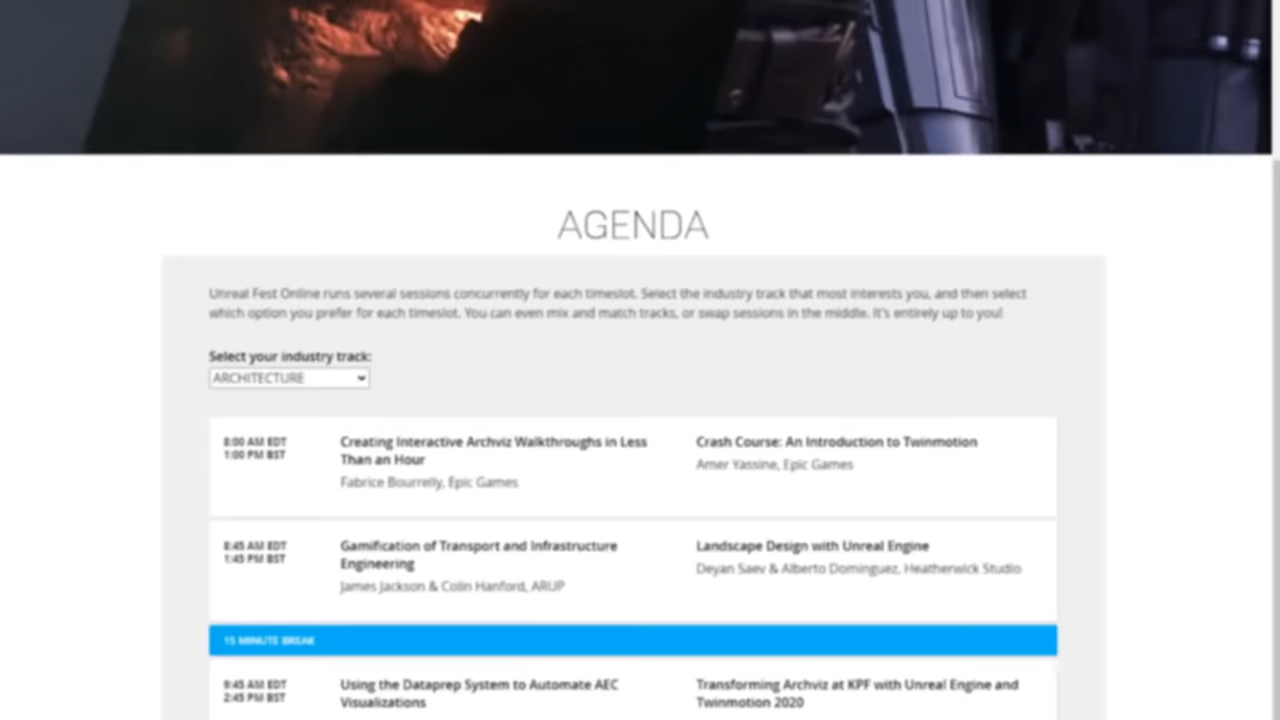 AGENDA
Unreal Fest Online runs several sessions concurrently for each timeslot. Select the industry track that most interests you, and then select
which option you prefer for each timeslot. You can even mix and match tracks, or swap sessions in the middle. It's entirely up to you!
Select your industry track:
ARCHITECTURE
8:00 AM EDT
1:00 PM BST
Creating Interactive Archviz Walkthroughs in Less
Than an Hour
Fabrice Bourrelly, Epic Games
Crash Course: An Introduction to Twinmotion
Amer Yassine, Epic Games
8:45 AM EDT
1:45 PM BST
Gamification of Transport and Infrastructure
Engineering
James Jackson & Colin Hanford, ARUP
Landscape Design with Unreal Engine
Deyan Saev & Alberto Dominguez, Heatherwick Studio
15 MINUTE BREAK
9:45 AM EDT
2:45 PM BST
Using the Dataprep System to Automate AEC
Visualizations
Transforming Archviz at KPF with Unreal Engine and
Twinmotion 2020